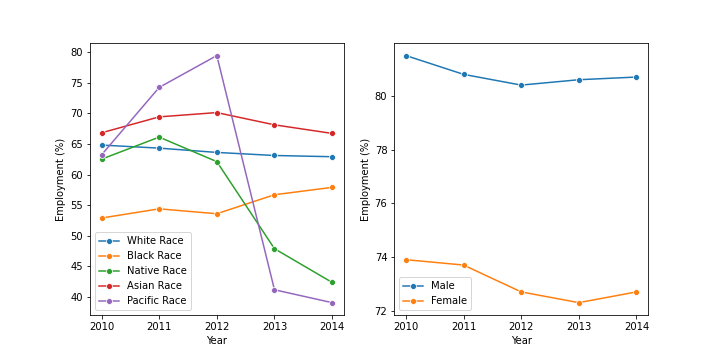 80
75
70
65
60
55
50
45
40
Employment (%)
White Race
Black Race
Native Race
Asian Race
Pacific Race
2010 2011 2012 2013 2014
Year
80
78
76
74
72
Employment (%)
Male
Female
2010 2011 2012 2013 2014
Year